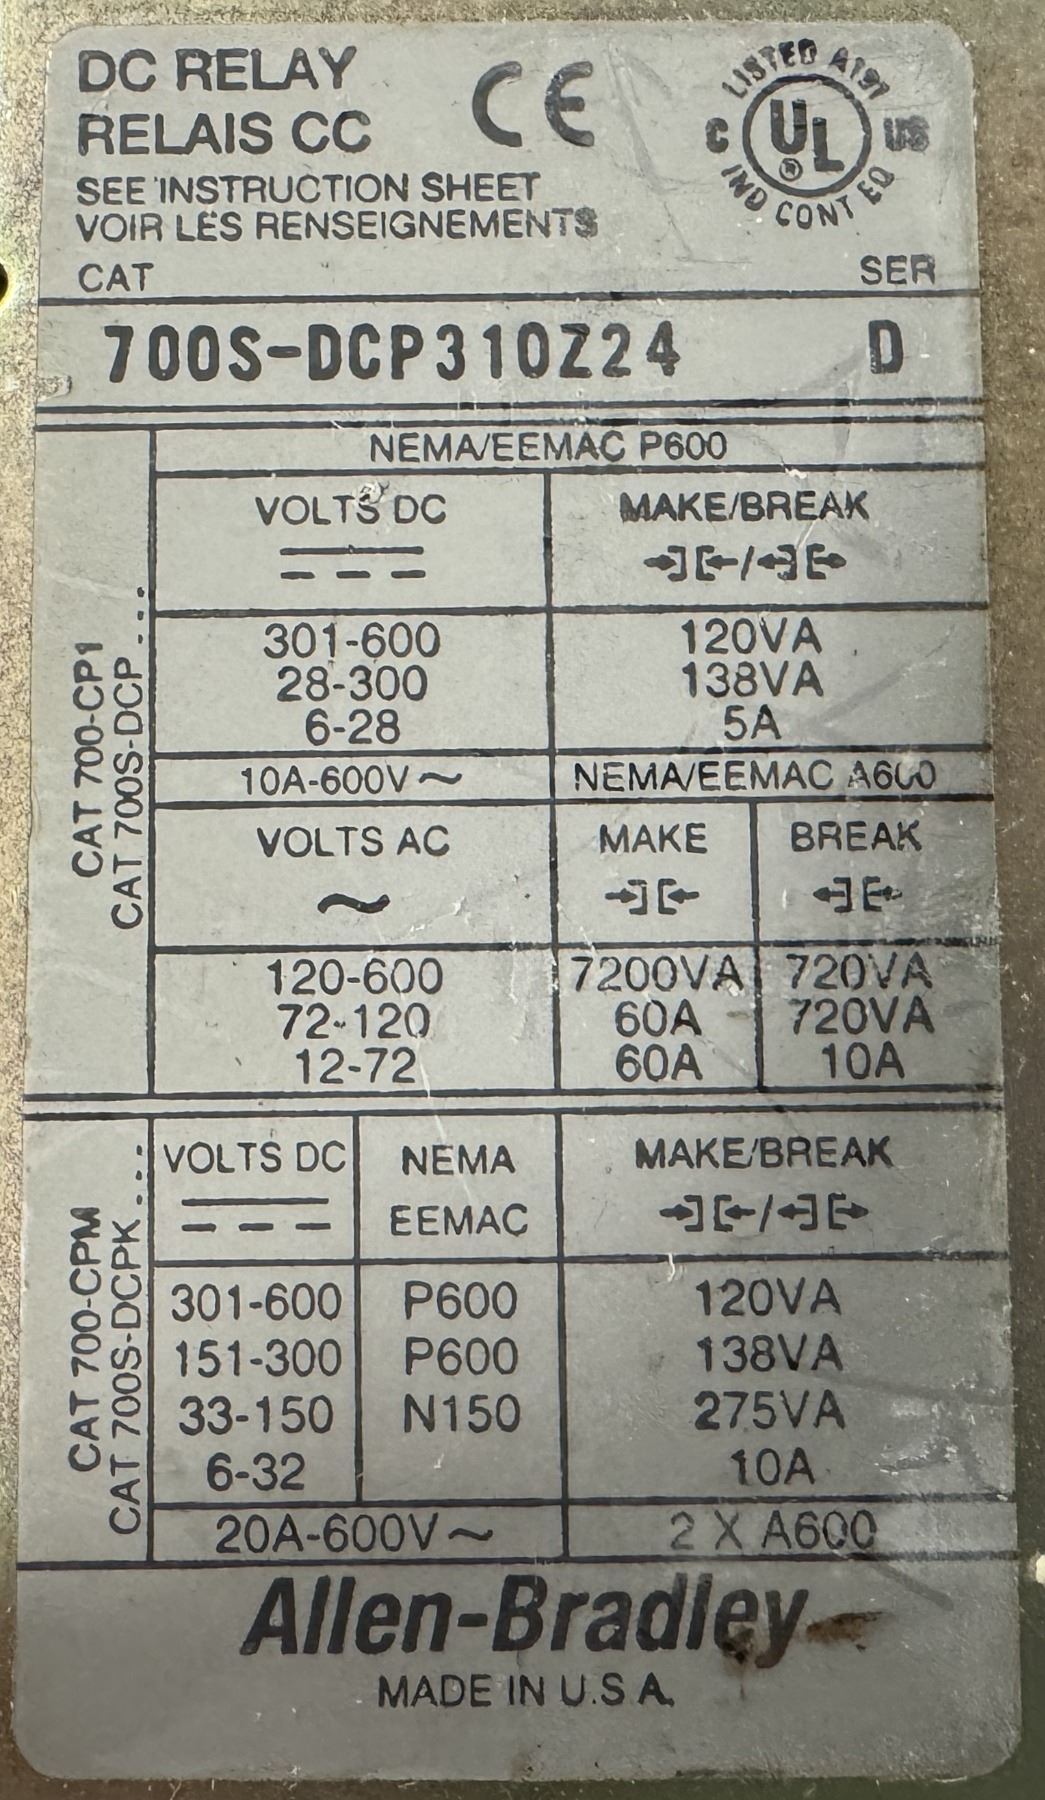 DC RELAY
RELAIS CC
CE
LISTED A197
C UL ® US
IND CONT EQ
SEE INSTRUCTION SHEET
VOIR LES RENSEIGNEMENTS
CAT SER
700S-DCP310Z24 D
CAT 700-CP1
CAT 700S-DCP...
NEMA/EEMAC P600
VOLTS DC MAKE/BREAK
301-600 120VA
28-300 138VA
6-28 5A
10A-600V~ NEMA/EEMAC A600
VOLTS AC MAKE BREAK
~
120-600 7200VA 720VA
72-120 60A 720VA
12-72 60A 10A
CAT 700-CPM
CAT 700S-DCPK...
VOLTS DC NEMA MAKE/BREAK
EEMAC
301-600 P600 120VA
151-300 P600 138VA
33-150 N150 275VA
6-32 10A
20A-600V~ 2 X A600
Allen-Bradley
MADE IN U.S.A.